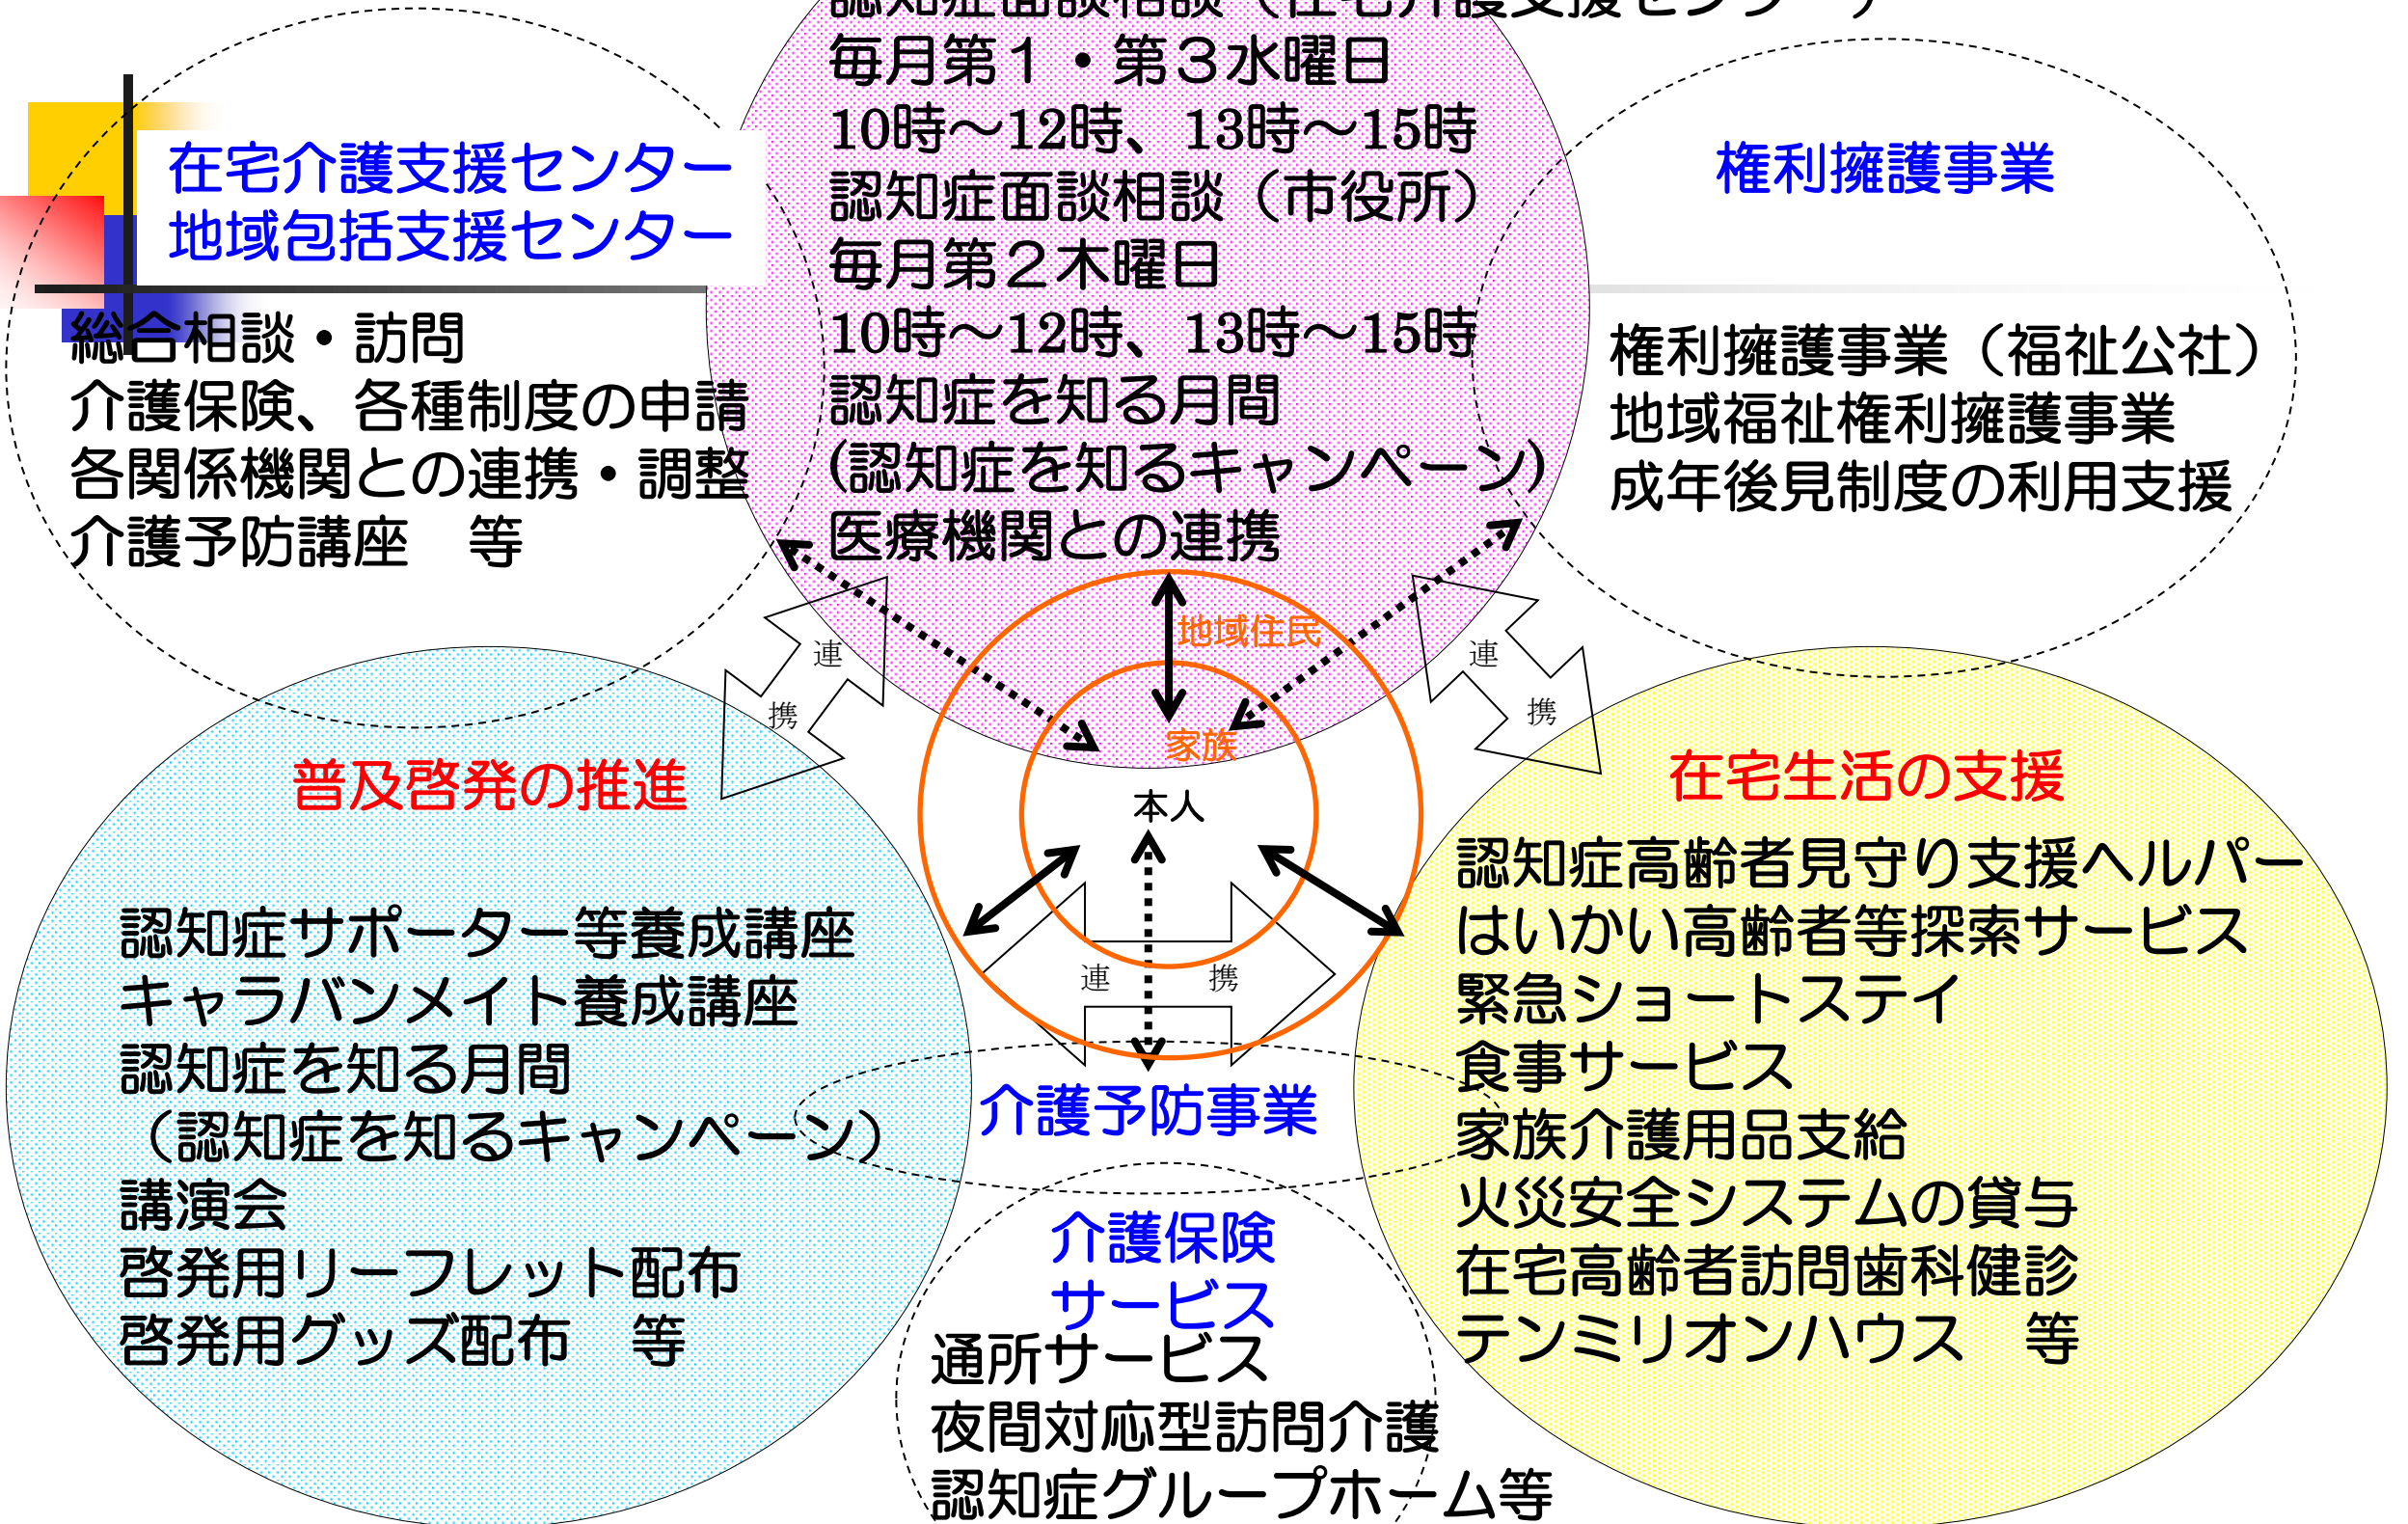 認知症面談相談（在宅介護支援センター）
毎月第１・第３水曜日
10時～12時、13時～15時
認知症面談相談（市役所）
毎月第２木曜日
10時～12時、13時～15時
認知症を知る月間
(認知症を知るキャンペーン)
医療機関との連携
在宅介護支援センター
地域包括支援センター
総合相談・訪問
介護保険、各種制度の申請
各関係機関との連携・調整
介護予防講座　等
権利擁護事業
権利擁護事業（福祉公社）
地域福祉権利擁護事業
成年後見制度の利用支援
連携
地域住民
連携
家族
本人
連携
普及啓発の推進
認知症サポーター等養成講座
キャラバンメイト養成講座
認知症を知る月間
（認知症を知るキャンペーン）
講演会
啓発用リーフレット配布
啓発用グッズ配布　等
在宅生活の支援
認知症高齢者見守り支援ヘルパー
はいかい高齢者等探索サービス
緊急ショートステイ
食事サービス
家族介護用品支給
火災安全システムの貸与
在宅高齢者訪問歯科健診
テンミリオンハウス　等
介護予防事業
介護保険
サービス
通所サービス
夜間対応型訪問介護
認知症グループホーム等